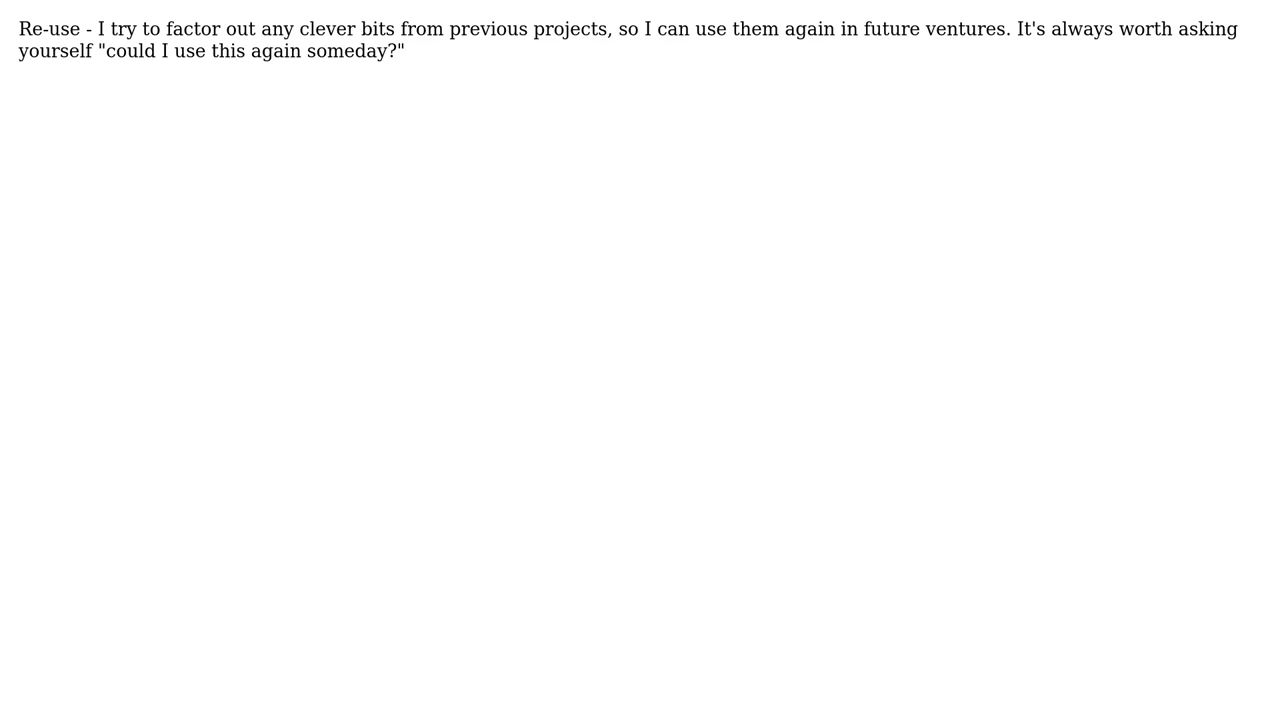 Re-use - I try to factor out any clever bits from previous projects, so I can use them again in future ventures. It's always worth asking
yourself "could I use this again someday?"